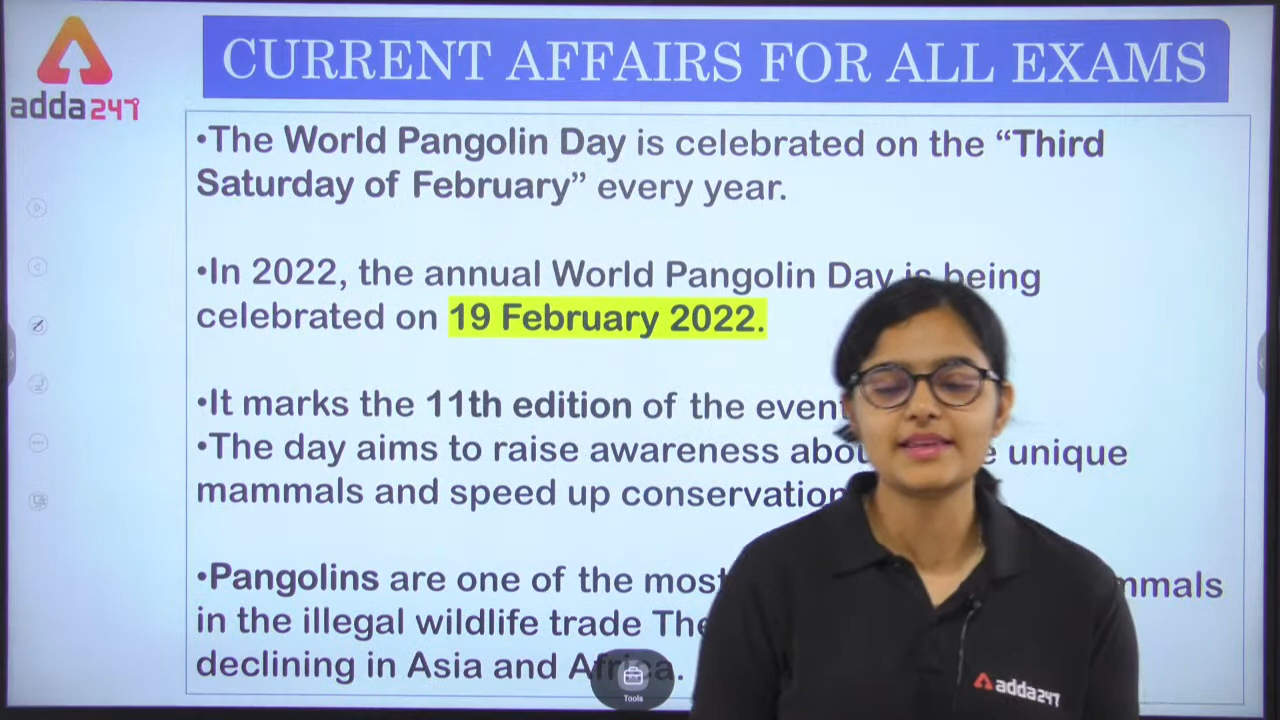 CURRENT AFFAIRS FOR ALL EXAMS
adda247
•The World Pangolin Day is celebrated on the “Third
Saturday of February” every year.
•In 2022, the annual World Pangolin Day is being
celebrated on 19 February 2022.
•It marks the 11th edition of the event
•The day aims to raise awareness about unique
mammals and speed up conservation
•Pangolins are one of the most
in the illegal wildlife trade
declining in Asia and Africa.
Tools
adda247